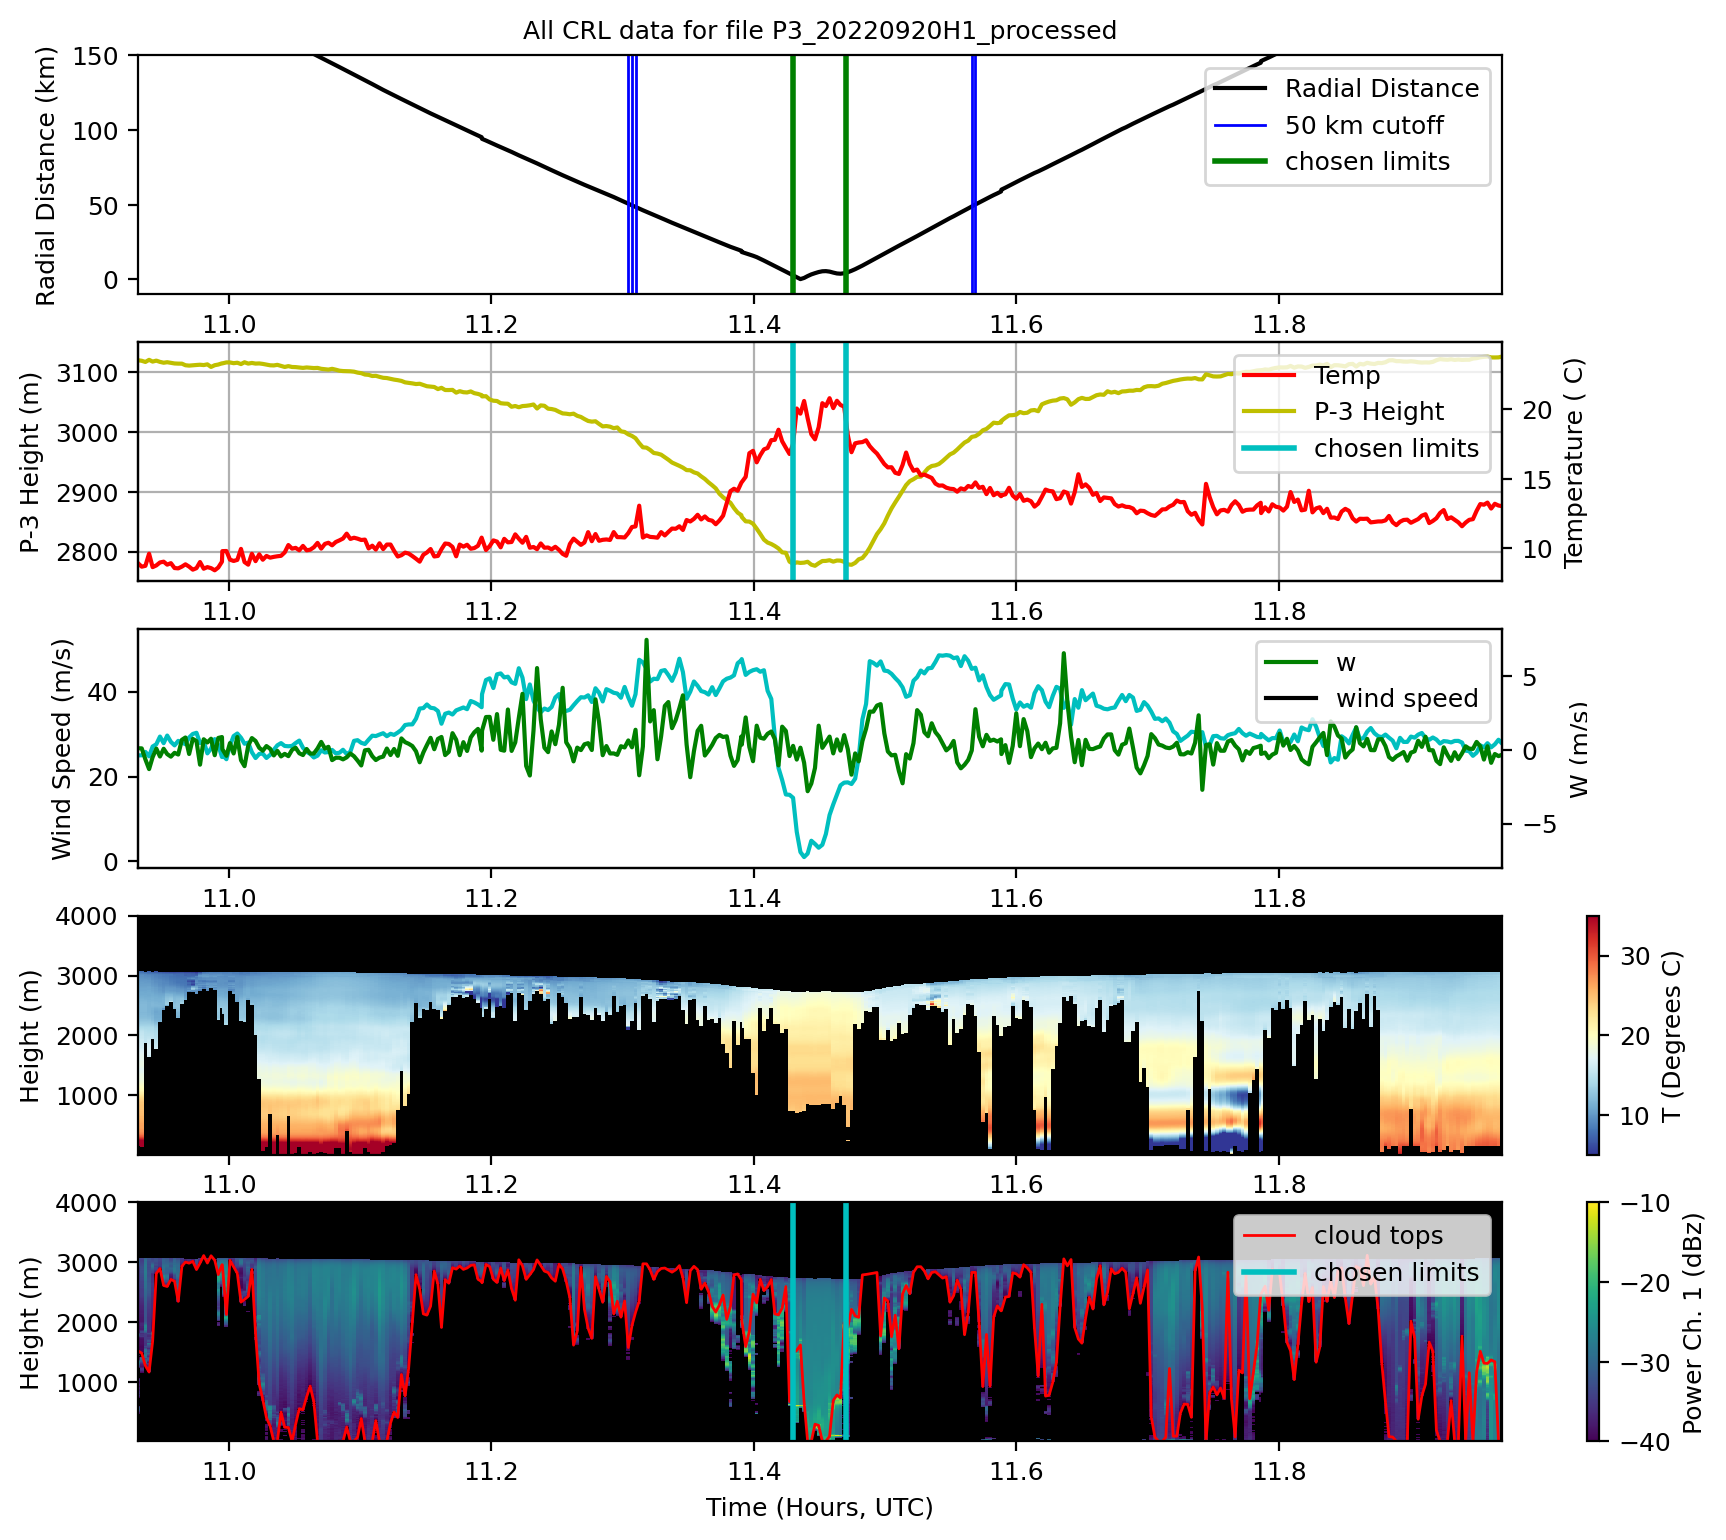 All CRL data for file P3_20220920H1_processed
Radial Distance (km)
150
100
50
0
Radial Distance
50 km cutoff
chosen limits
11.0 11.2 11.4 11.6 11.8
P-3 Height (m)
3100
3000
2900
2800
Temp
P-3 Height
chosen limits
20
15
10
Temperature ( C)
11.0 11.2 11.4 11.6 11.8
Wind Speed (m/s)
40
20
0
w
wind speed
5
0
−5
W (m/s)
11.0 11.2 11.4 11.6 11.8
Height (m)
4000
3000
2000
1000
30
20
10
T (Degrees C)
11.0 11.2 11.4 11.6 11.8
Height (m)
4000
3000
2000
1000
cloud tops
chosen limits
−10
−20
−30
−40
Power Ch. 1 (dBz)
11.0 11.2 11.4 11.6 11.8
Time (Hours, UTC)